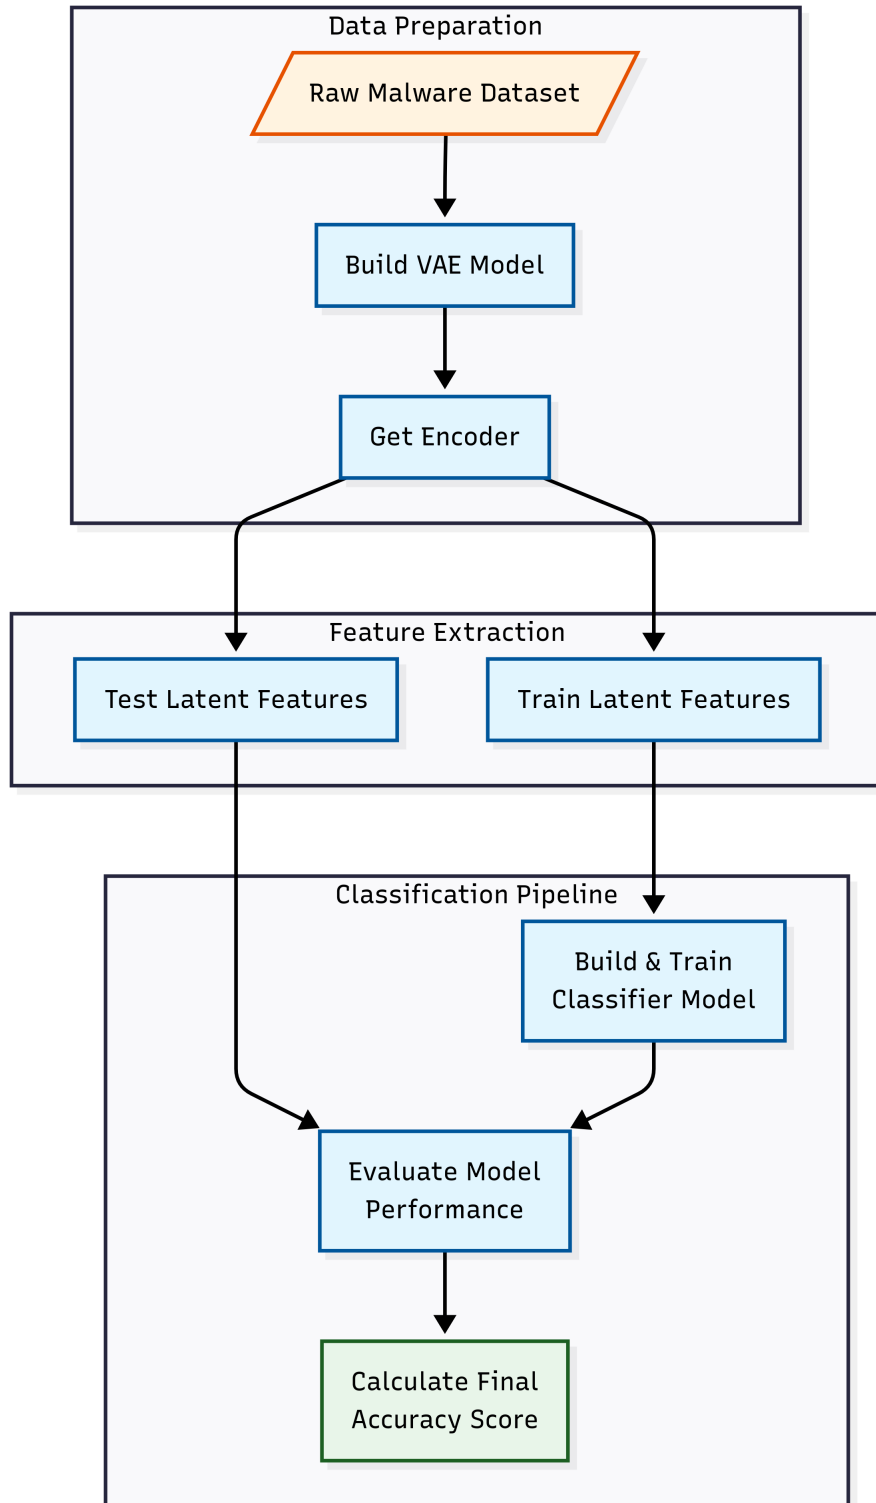 Data Preparation
Raw Malware Dataset
Build VAE Model
Get Encoder
Feature Extraction
Test Latent Features
Train Latent Features
Classification Pipeline
Build & Train
Classifier Model
Evaluate Model
Performance
Calculate Final
Accuracy Score